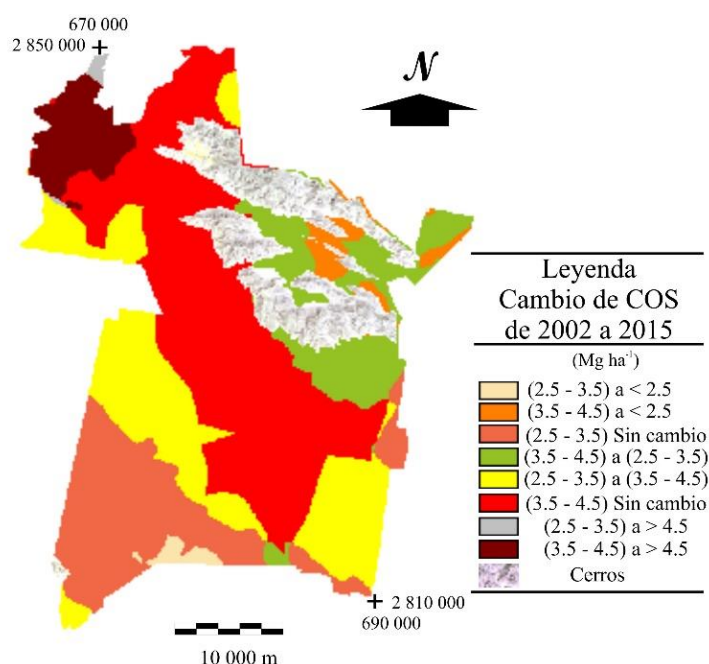 670 000
2 850 000
N
Leyenda
Cambio de COS
de 2002 a 2015
(Mg ha⁻¹)
(2.5 - 3.5) a < 2.5
(3.5 - 4.5) a < 2.5
(2.5 - 3.5) Sin cambio
(3.5 - 4.5) a (2.5 - 3.5)
(2.5 - 3.5) a (3.5 - 4.5)
(3.5 - 4.5) Sin cambio
(2.5 - 3.5) a > 4.5
(3.5 - 4.5) a > 4.5
Cerros
2 810 000
690 000
10 000 m